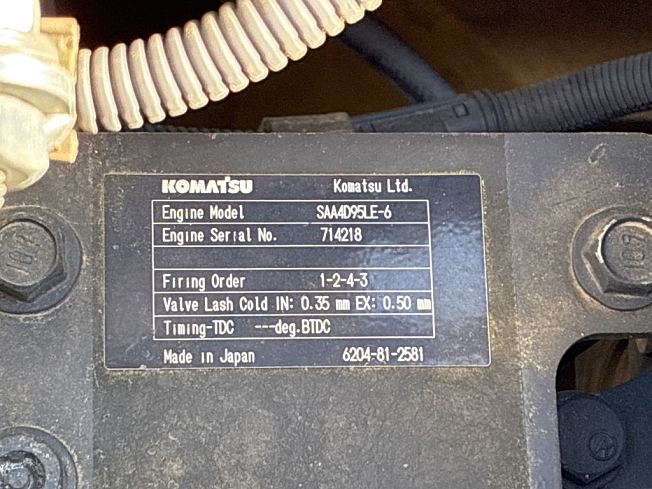 KOMATSU Komatsu Ltd.
Engine Model SAA4D95LE-6
Engine Serial No. 714218
Firing Order 1-2-4-3
Valve Lash Cold IN: 0.35 mm EX: 0.50 mm
Timing-TDC ---deg.BTDC
Made in Japan 6204-81-2581